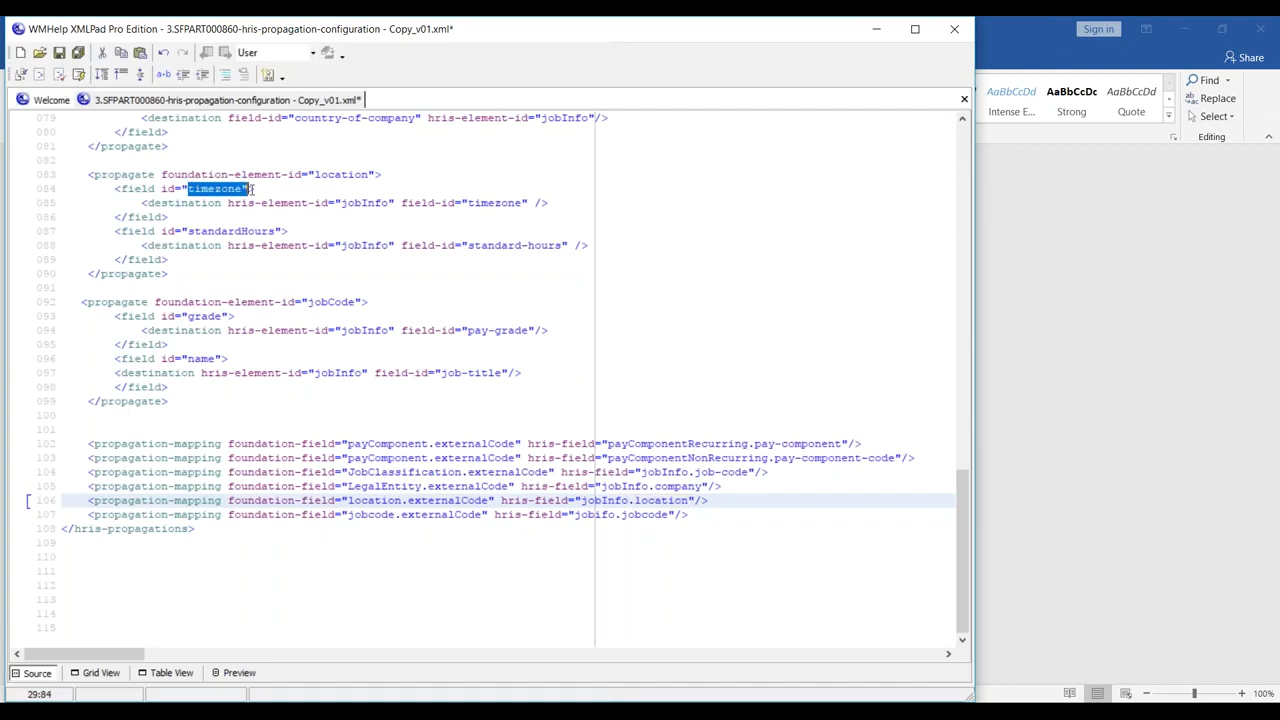 WMHelp XMLPad Pro Edition - 3.SFPART000860-hris-propagation-configuration - Copy_v01.xml*
Sign in
Share
User
AaBbCcDd AaBbCcDc AaBbCcDd
Intense E... Strong Quote
Find
Replace
Select
Editing
Welcome 3.SFPART000860-hris-propagation-configuration - Copy_v01.xml*
079 <destination field-id="country-of-company" hris-element-id="jobInfo"/>
080 </field>
081 </propagate>
082
083 <propagate foundation-element-id="location">
084 <field id="timezone"
085 <destination hris-element-id="jobInfo" field-id="timezone" />
086 </field>
087 <field id="standardHours">
088 <destination hris-element-id="jobInfo" field-id="standard-hours" />
089 </field>
090 </propagate>
091
092 <propagate foundation-element-id="jobCode">
093 <field id="grade">
094 <destination hris-element-id="jobInfo" field-id="pay-grade"/>
095 </field>
096 <field id="name">
097 <destination hris-element-id="jobInfo" field-id="job-title"/>
098 </field>
099 </propagate>
100
101
102 <propagation-mapping foundation-field="payComponent.externalCode" hris-field="payComponentRecurring.pay-component"/>
103 <propagation-mapping foundation-field="payComponent.externalCode" hris-field="payComponentNonRecurring.pay-component-code"/>
104 <propagation-mapping foundation-field="JobClassification.externalCode" hris-field="jobInfo.job-code"/>
105 <propagation-mapping foundation-field="LegalEntity.externalCode" hris-field="jobInfo.company"/>
106 <propagation-mapping foundation-field="location.externalCode" hris-field="jobInfo.location"/>
107 <propagation-mapping foundation-field="jobcode.externalCode" hris-field="jobifo.jobcode"/>
108 </hris-propagations>
109
110
111
112
113
114
115
Source Grid View Table View Preview
29:84
100%